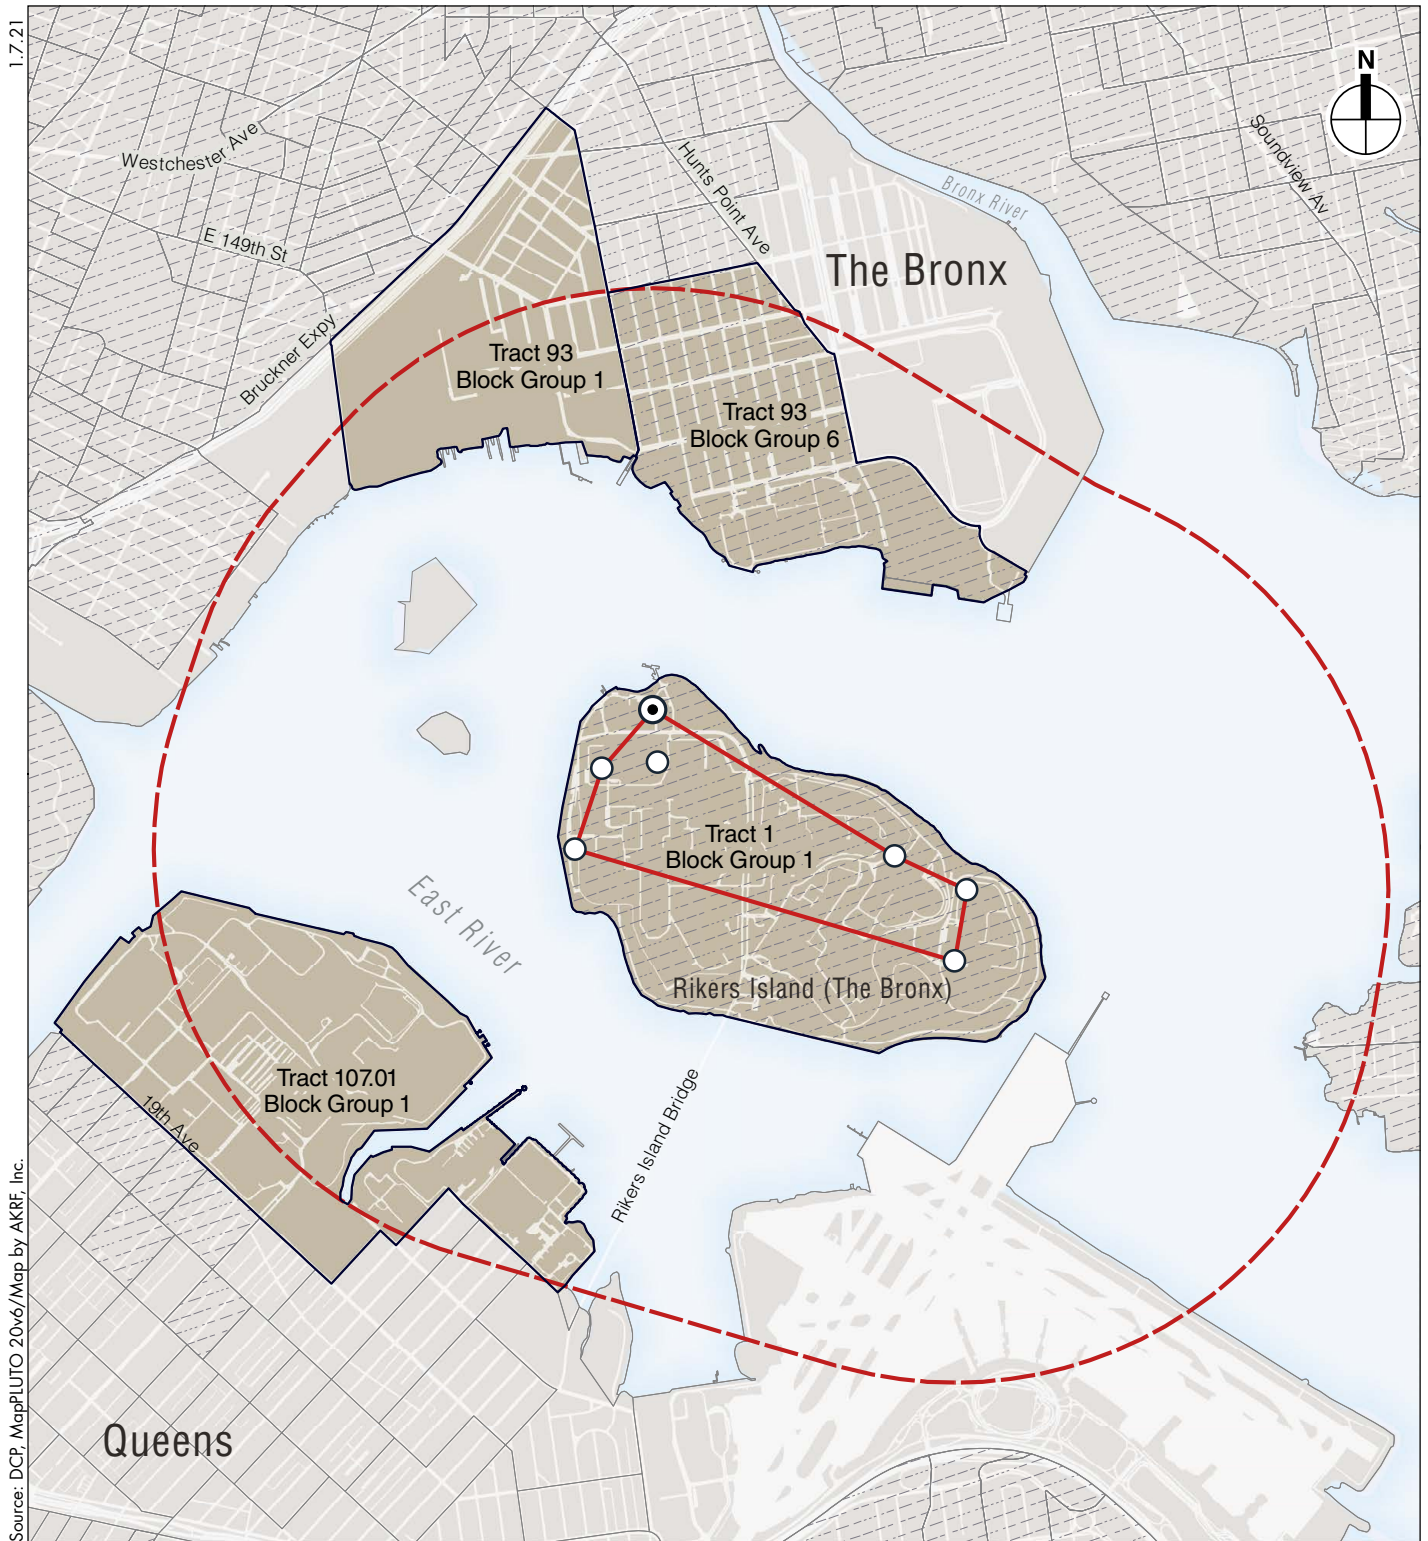 1.7.21
N
Westchester Ave
Hunts Point Ave
Soundview Av
Bronx River
E 149th St
The Bronx
Bruckner Expy
Tract 93
Block Group 1
Tract 93
Block Group 6
Tract 1
Block Group 1
East River
Rikers Island (The Bronx)
Tract 107.01
Block Group 1
19th Ave
Rikers Island Bridge
Queens
Source: DCP, MapPLUTO 20v6/Map by AKRF, Inc.